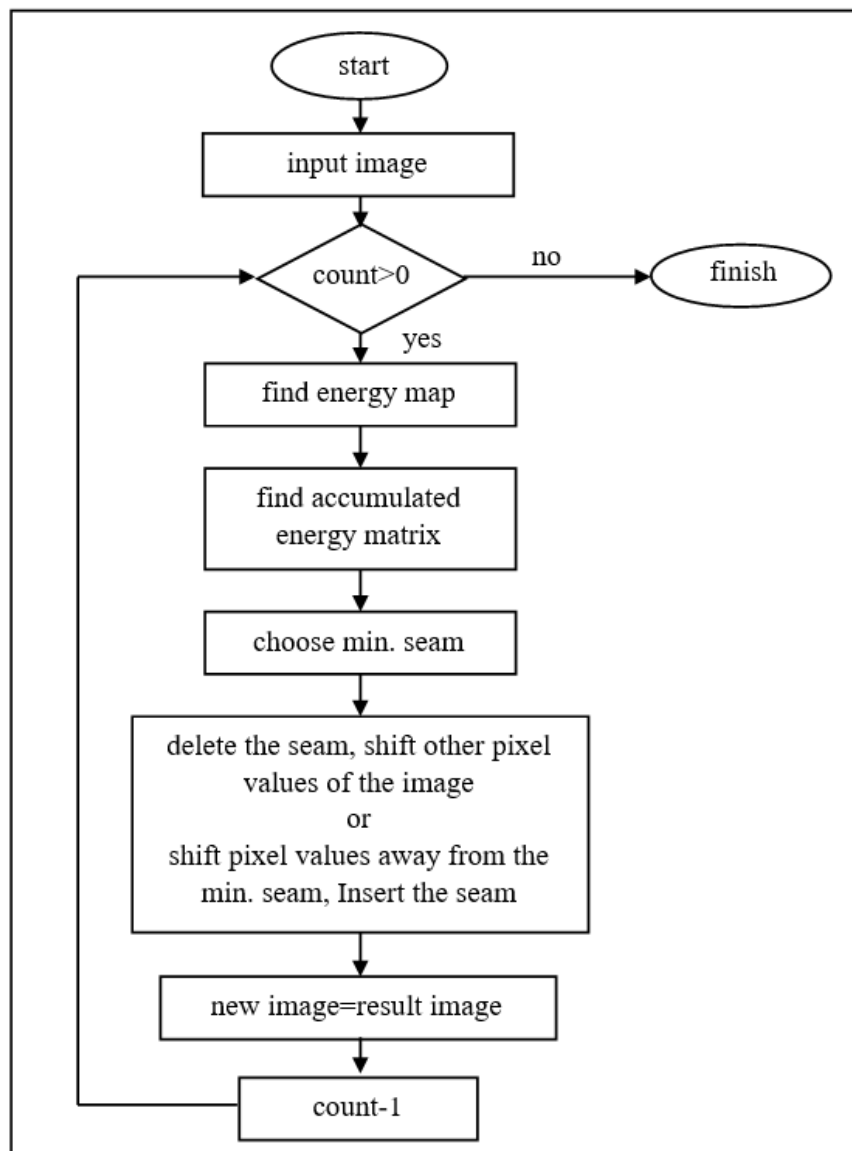 start
input image
count>0
no
finish
yes
find energy map
find accumulated
energy matrix
choose min. seam
delete the seam, shift other pixel
values of the image
or
shift pixel values away from the
min. seam, Insert the seam
new image=result image
count-1